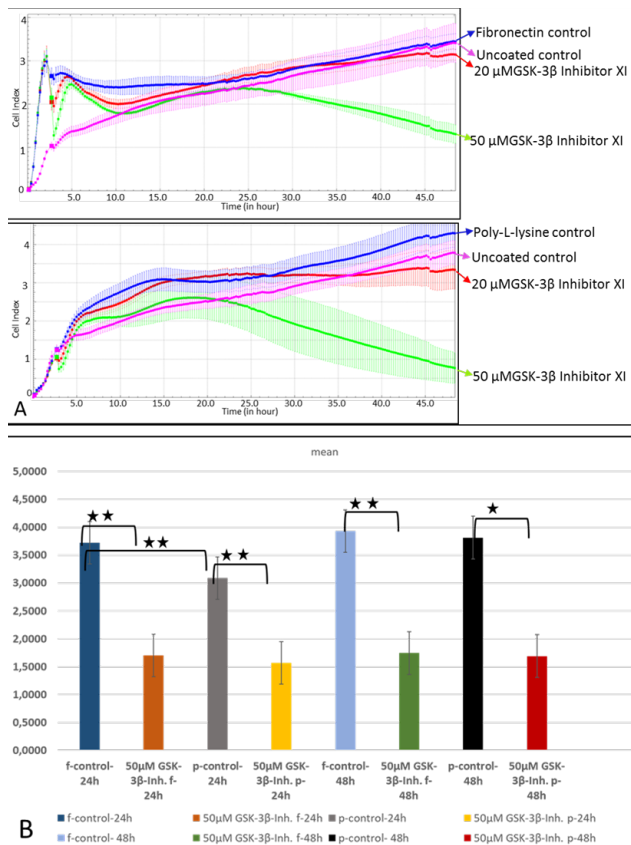 4
3
2
1
0
Cell Index
0.0 5.0 10.0 15.0 20.0 25.0 30.0 35.0 40.0 45.0
Time (in hour)
Fibronectin control
Uncoated control
20 μMGSK-3β Inhibitor XI
50 μMGSK-3β Inhibitor XI
4
3
2
1
0
Cell Index
0.0 5.0 10.0 15.0 20.0 25.0 30.0 35.0 40.0 45.0
Time (in hour)
Poly-L-lysine control
Uncoated control
20 μMGSK-3β Inhibitor XI
50 μMGSK-3β Inhibitor XI
A
mean
5,0000
4,5000
4,0000
3,5000
3,0000
2,5000
2,0000
1,5000
1,0000
0,5000
0,0000
f-control-
24h
50μM GSK-
3β-Inh. f-
24h
p-control-
24h
50μM GSK-
3β-Inh. p-
24h
f-control-
48h
50μM GSK-
3β-Inh. f-
48h
p-control-
48h
50μM GSK-
3β-Inh. p-
48h
f-control-24h
50μM GSK-3β-Inh. f-24h
p-control-24h
50μM GSK-3β-Inh. p-24h
f-control- 48h
50μM GSK-3β-Inh. f-48h
p-control- 48h
50μM GSK-3β-Inh. p-48h
B